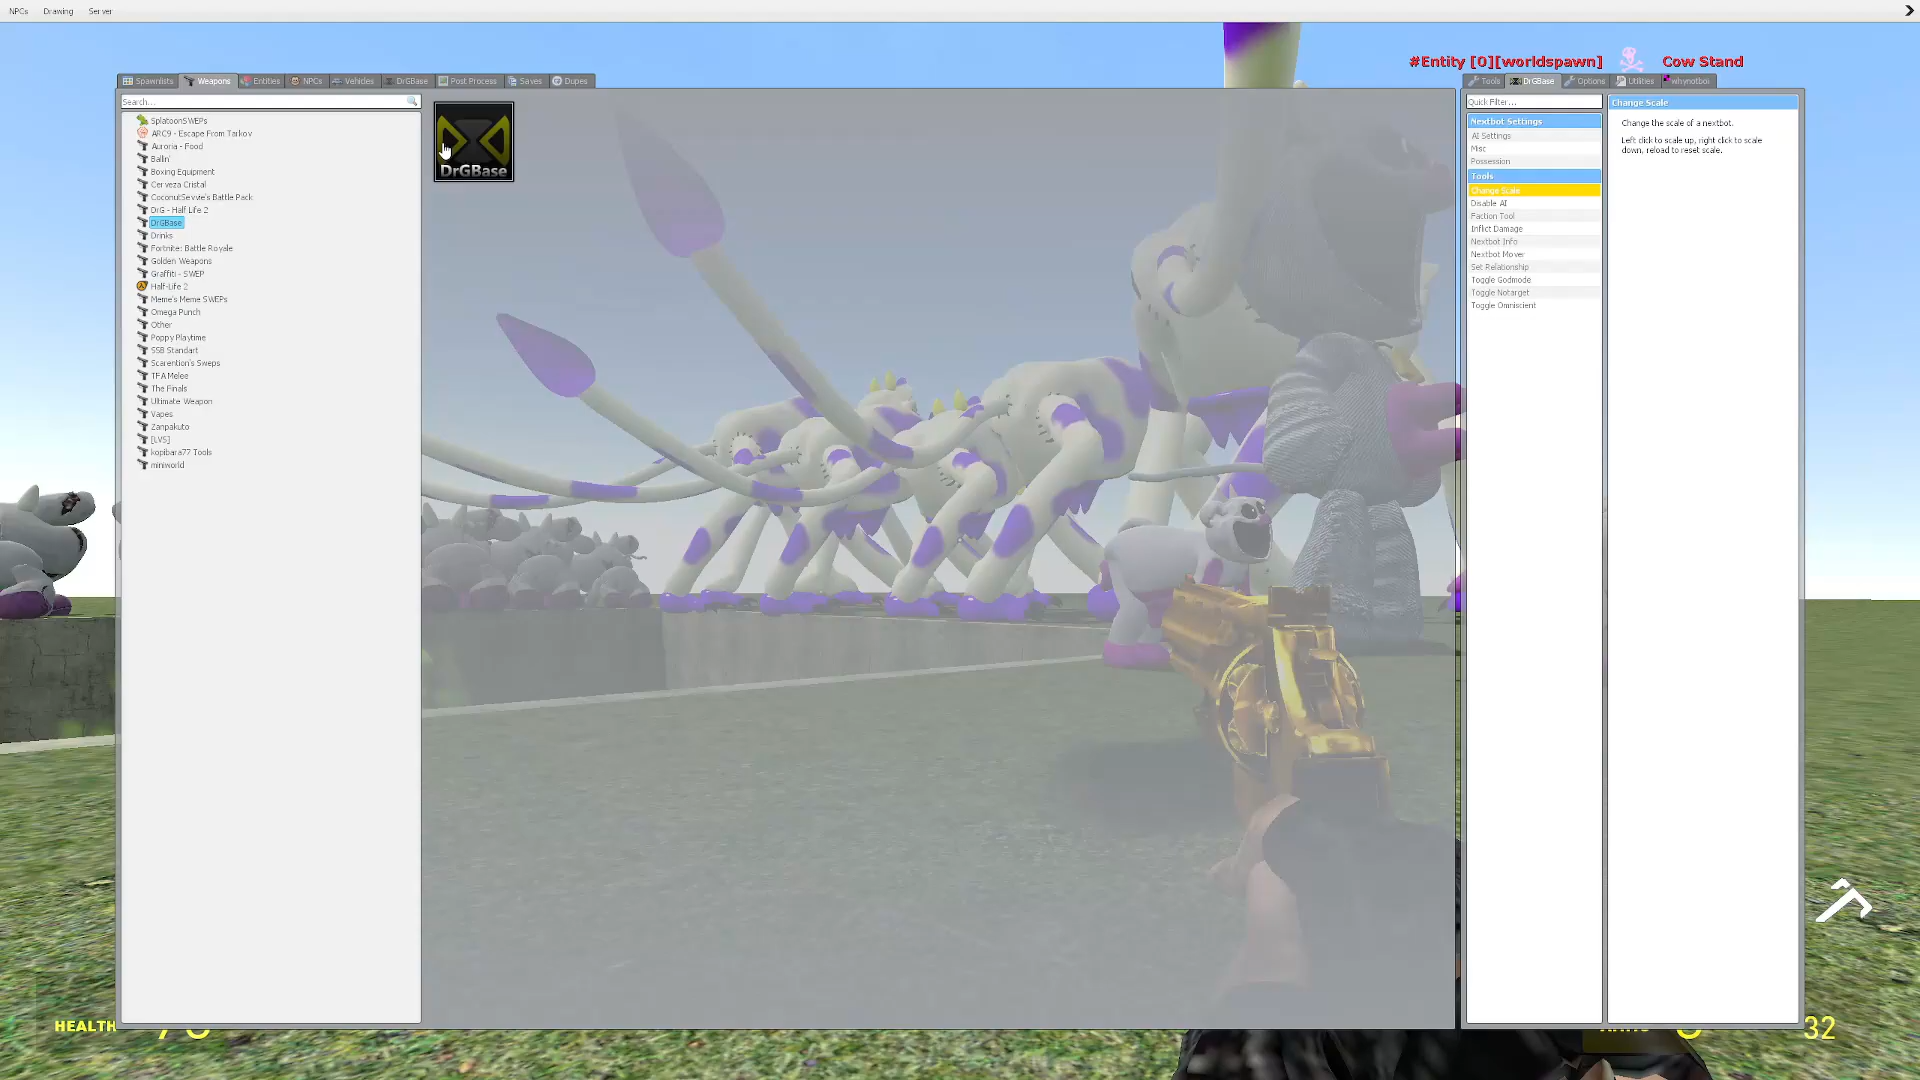 NPCs Drawing Server
#Entity [0][worldspawn] Cow Stand
Spawnlists Weapons Entities NPCs Vehicles DrGBase Post Process Saves Dupes
Tools DrGBase Options Utilities whynotboi
Search...
SplatoonSWEPs
ARC9 - Escape From Tarkov
Auroria - Food
Ballin'
Boxing Equipment
Cerveza Cristal
CoconutSevvie's Battle Pack
DrG - Half Life 2
DrGBase
Drinks
Fortnite: Battle Royale
Golden Weapons
Graffiti - SWEP
Half-Life 2
Meme's Meme SWEPs
Omega Punch
Other
Poppy Playtime
SSB Standart
Scarention's Sweps
TFA Melee
The Finals
Ultimate Weapon
Vapes
Zanpakuto
[LVS]
kopibara77 Tools
miniworld
DrGBase
Quick Filter...
Nextbot Settings
AI Settings
Misc
Possession
Tools
Change Scale
Disable AI
Faction Tool
Inflict Damage
Nextbot Info
Nextbot Mover
Set Relationship
Toggle Godmode
Toggle Notarget
Toggle Omniscient
Change Scale
Change the scale of a nextbot.
Left click to scale up, right click to scale
down, reload to reset scale.
HEALTH
32